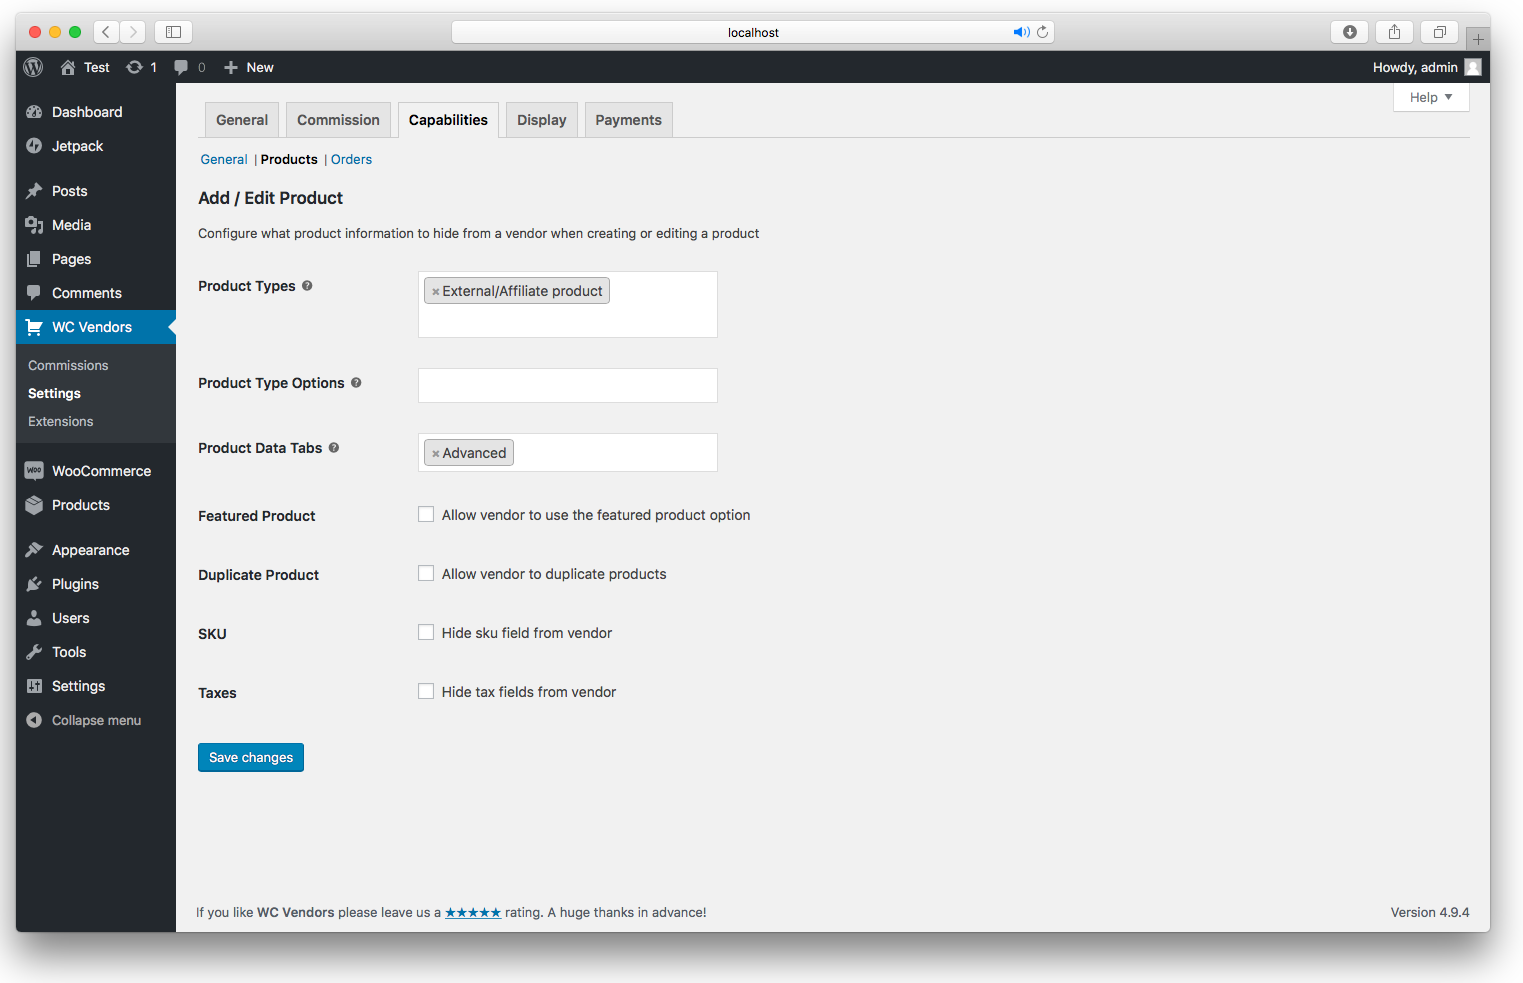 localhost
Test 1 0 New Howdy, admin
Help
Dashboard
Jetpack
Posts
Media
Pages
Comments
WC Vendors
Commissions
Settings
Extensions
WooCommerce
Products
Appearance
Plugins
Users
Tools
Settings
Collapse menu
General Commission Capabilities Display Payments
General | Products | Orders
Add / Edit Product
Configure what product information to hide from a vendor when creating or editing a product
Product Types ? ×External/Affiliate product
Product Type Options ?
Product Data Tabs ? ×Advanced
Featured Product Allow vendor to use the featured product option
Duplicate Product Allow vendor to duplicate products
SKU Hide sku field from vendor
Taxes Hide tax fields from vendor
Save changes
If you like WC Vendors please leave us a ★★★★★ rating. A huge thanks in advance! Version 4.9.4